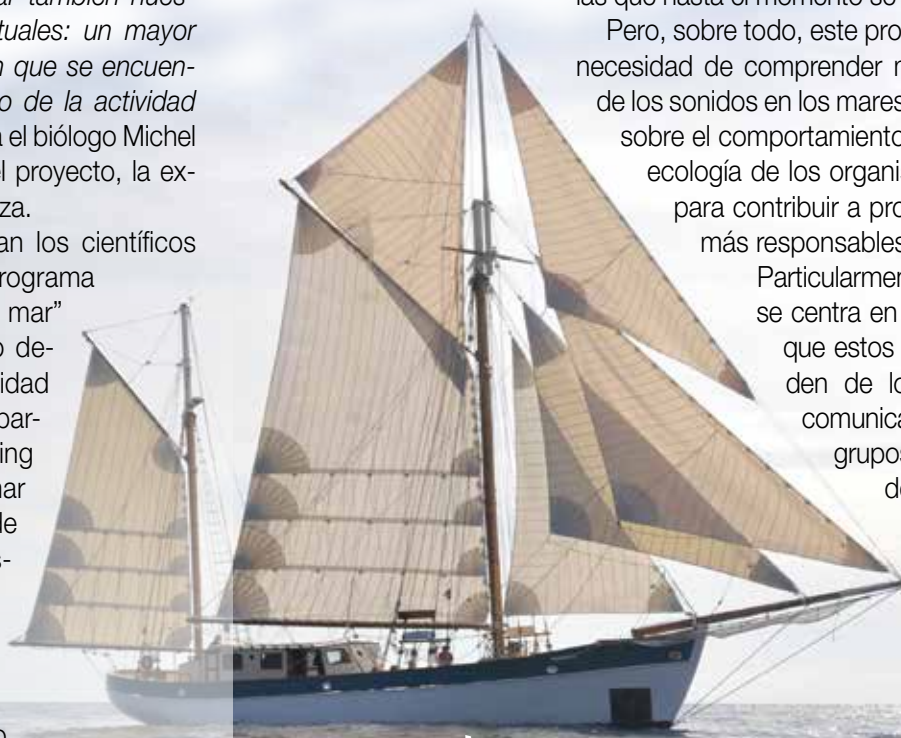 también nues-
tuales: un mayor
que se encuen-
o de la actividad
a el biólogo Michel
el proyecto, la ex-
za.
an los científicos
rograma
mar”
o de-
idad
par-
ing
ar
de
s-
las que hasta el momento se
Pero, sobre todo, este pro
necesidad de comprender
de los sonidos en los mares
sobre el comportamiento
ecología de los organis
para contribuir a pro
más responsables
Particularmen
se centra en
que estos
den de lo
comunica
grupos
de